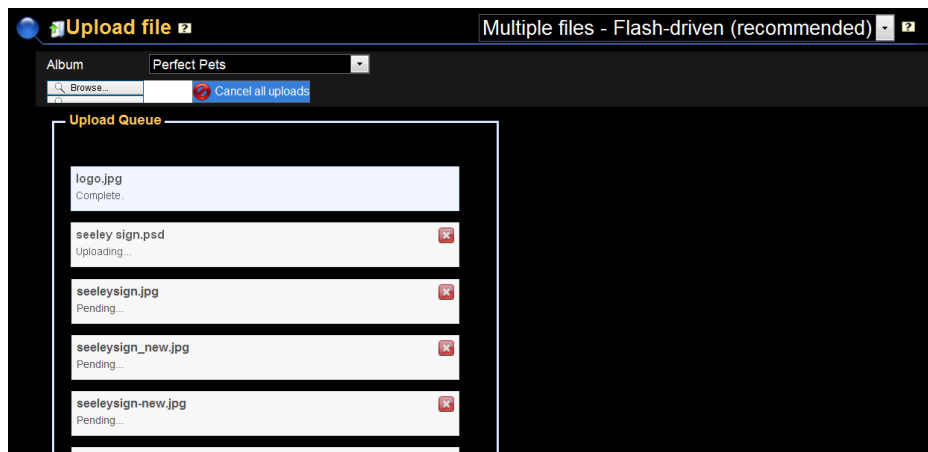 Upload file ?
Multiple files - Flash-driven (recommended) ?
Album Perfect Pets
Browse... Cancel all uploads
Upload Queue
logo.jpg
Complete.
seeley sign.psd
Uploading...
seeleysign.jpg
Pending...
seeleysign_new.jpg
Pending...
seeleysign-new.jpg
Pending...